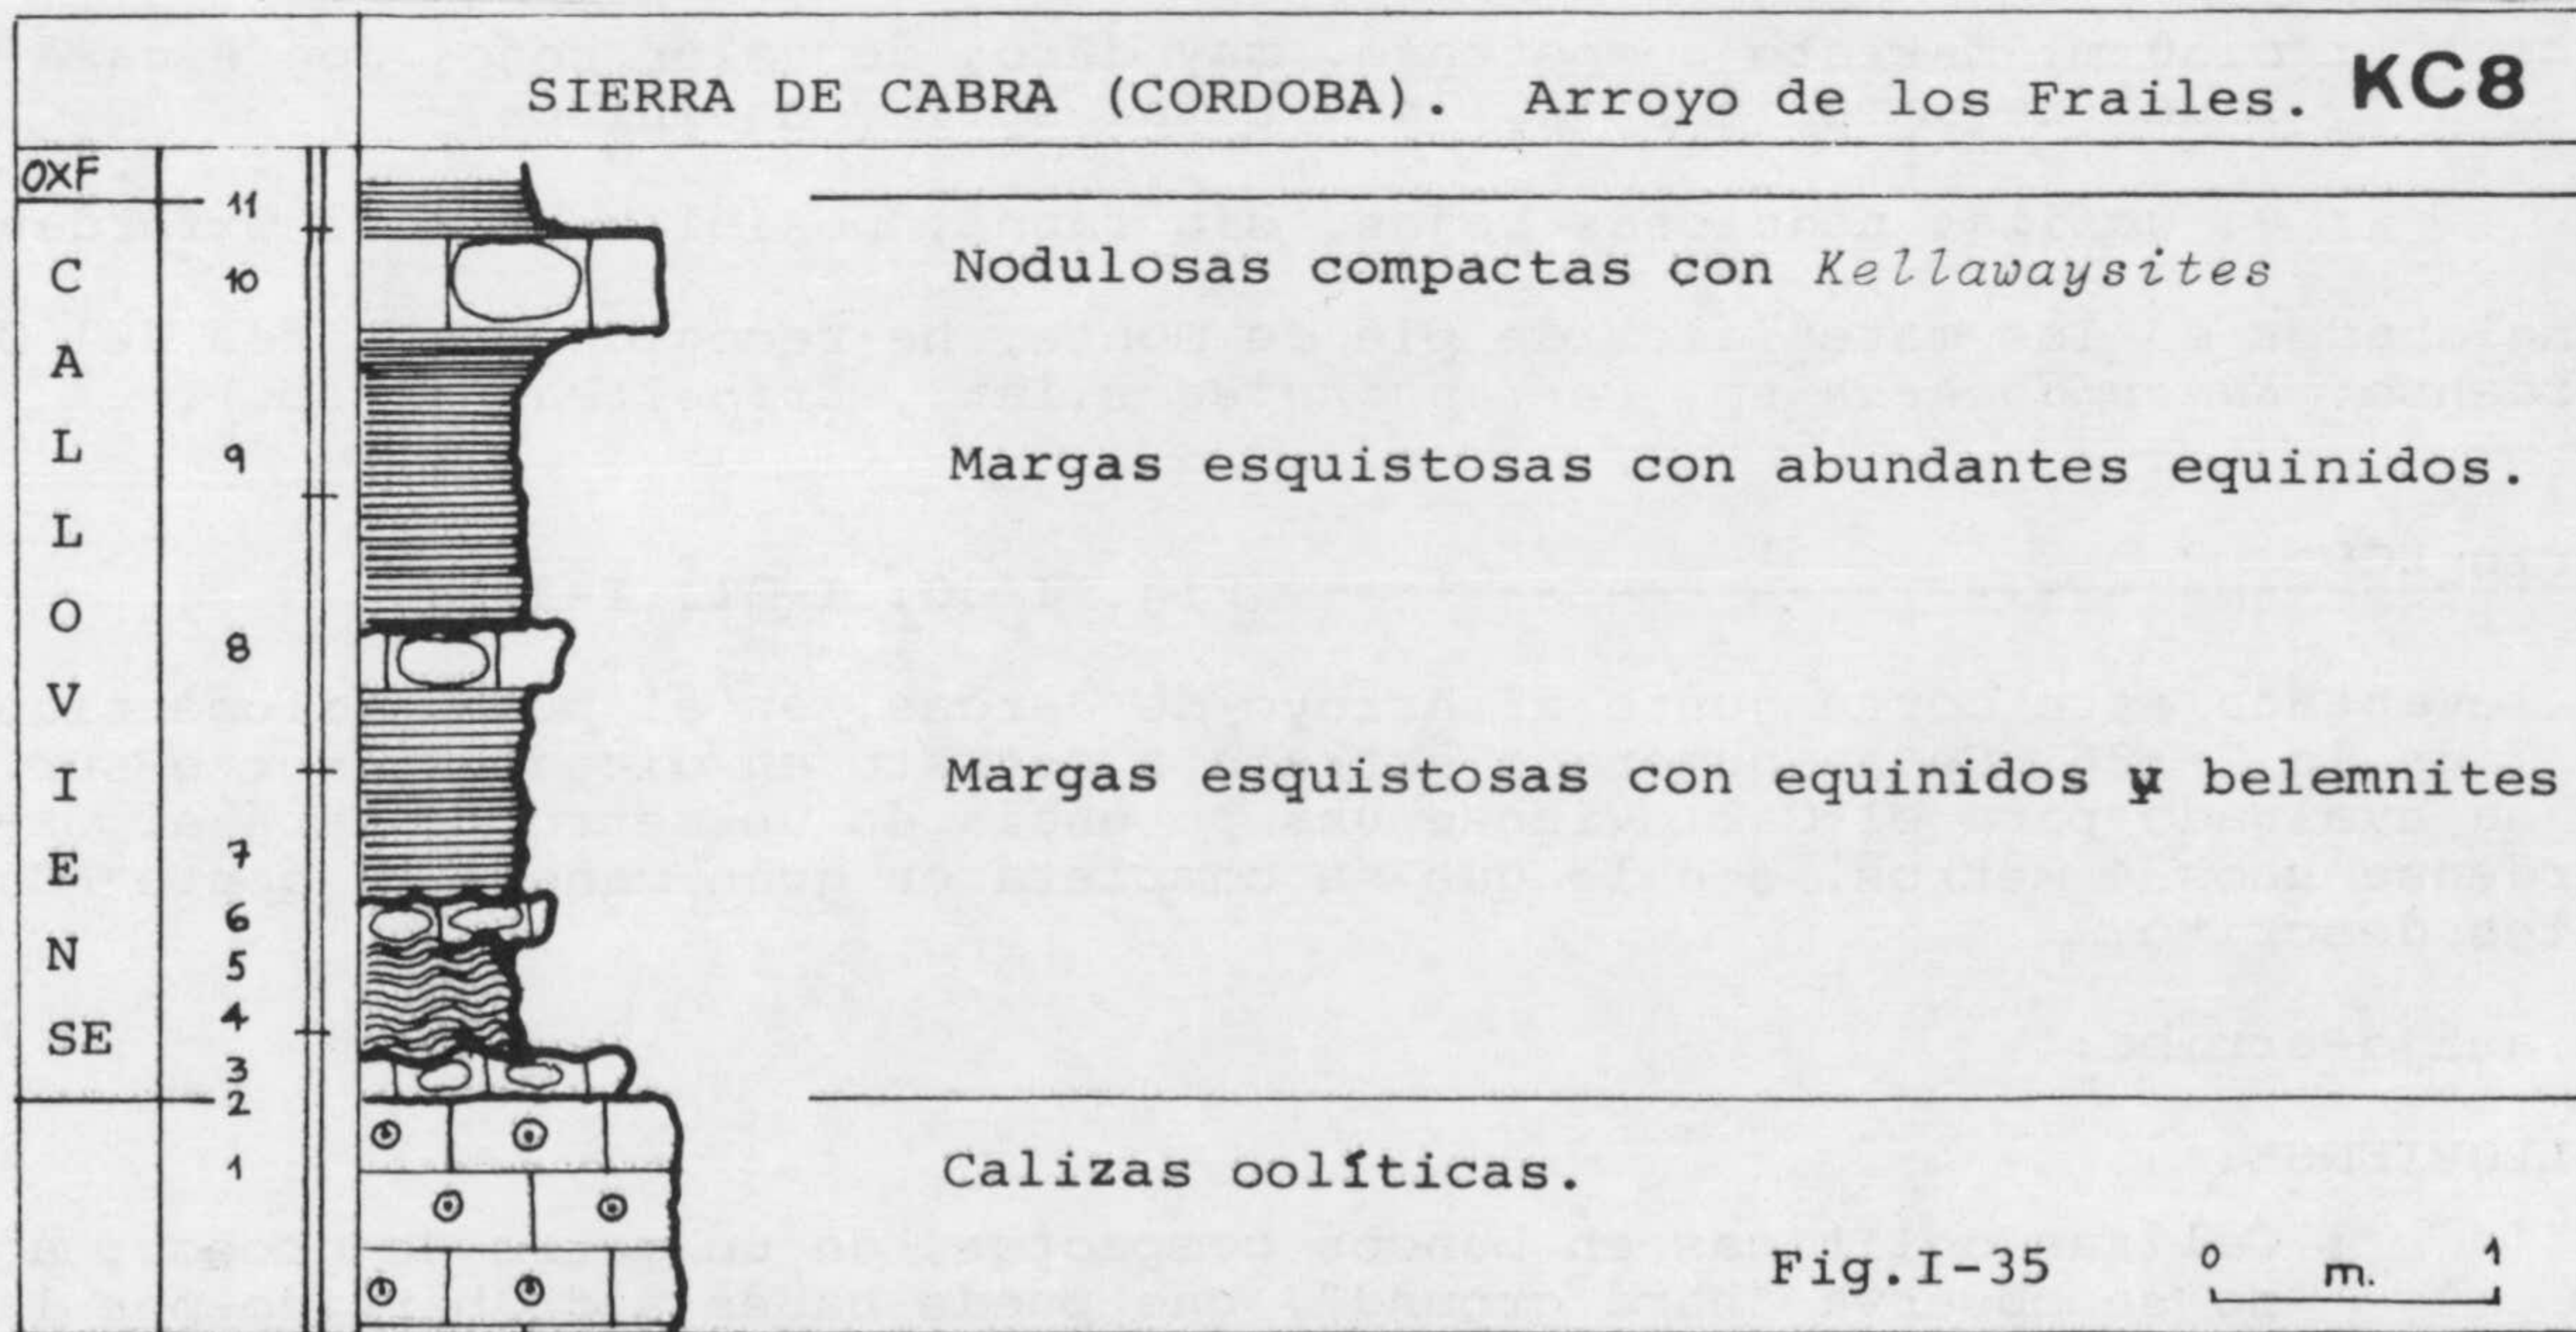 SIERRA DE CABRA (CORDOBA). Arroyo de los Frailes. KC8
OXF
11
C
10
Nodulosas compactas con Kellawaysites
A
L
9
Margas esquistosas con abundantes equinidos.
L
O
8
V
I
Margas esquistosas con equinidos y belemnites
E
7
6
N
5
4
SE
3
2
1
Calizas oolíticas.
Fig.I-35
0 m. 1